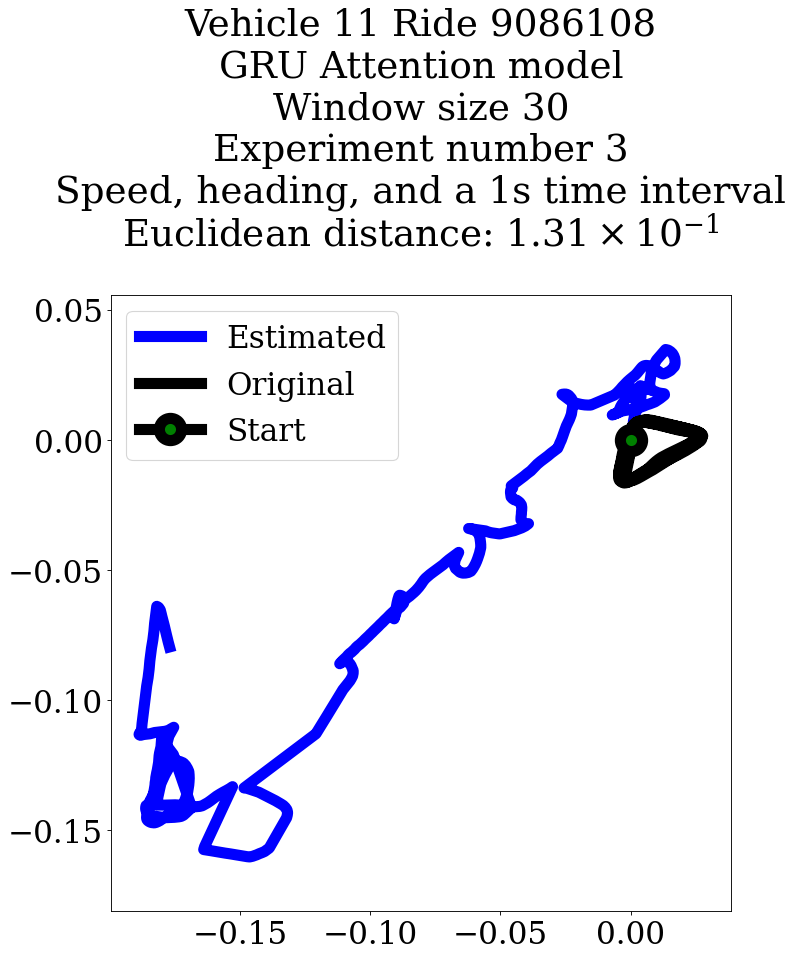 Vehicle 11 Ride 9086108
GRU Attention model
Window size 30
Experiment number 3
Speed, heading, and a 1s time interval
Euclidean distance: 1.31 × 10⁻¹
Estimated
Original
Start
0.05
0.00
−0.05
−0.10
−0.15
−0.15 −0.10 −0.05 0.00